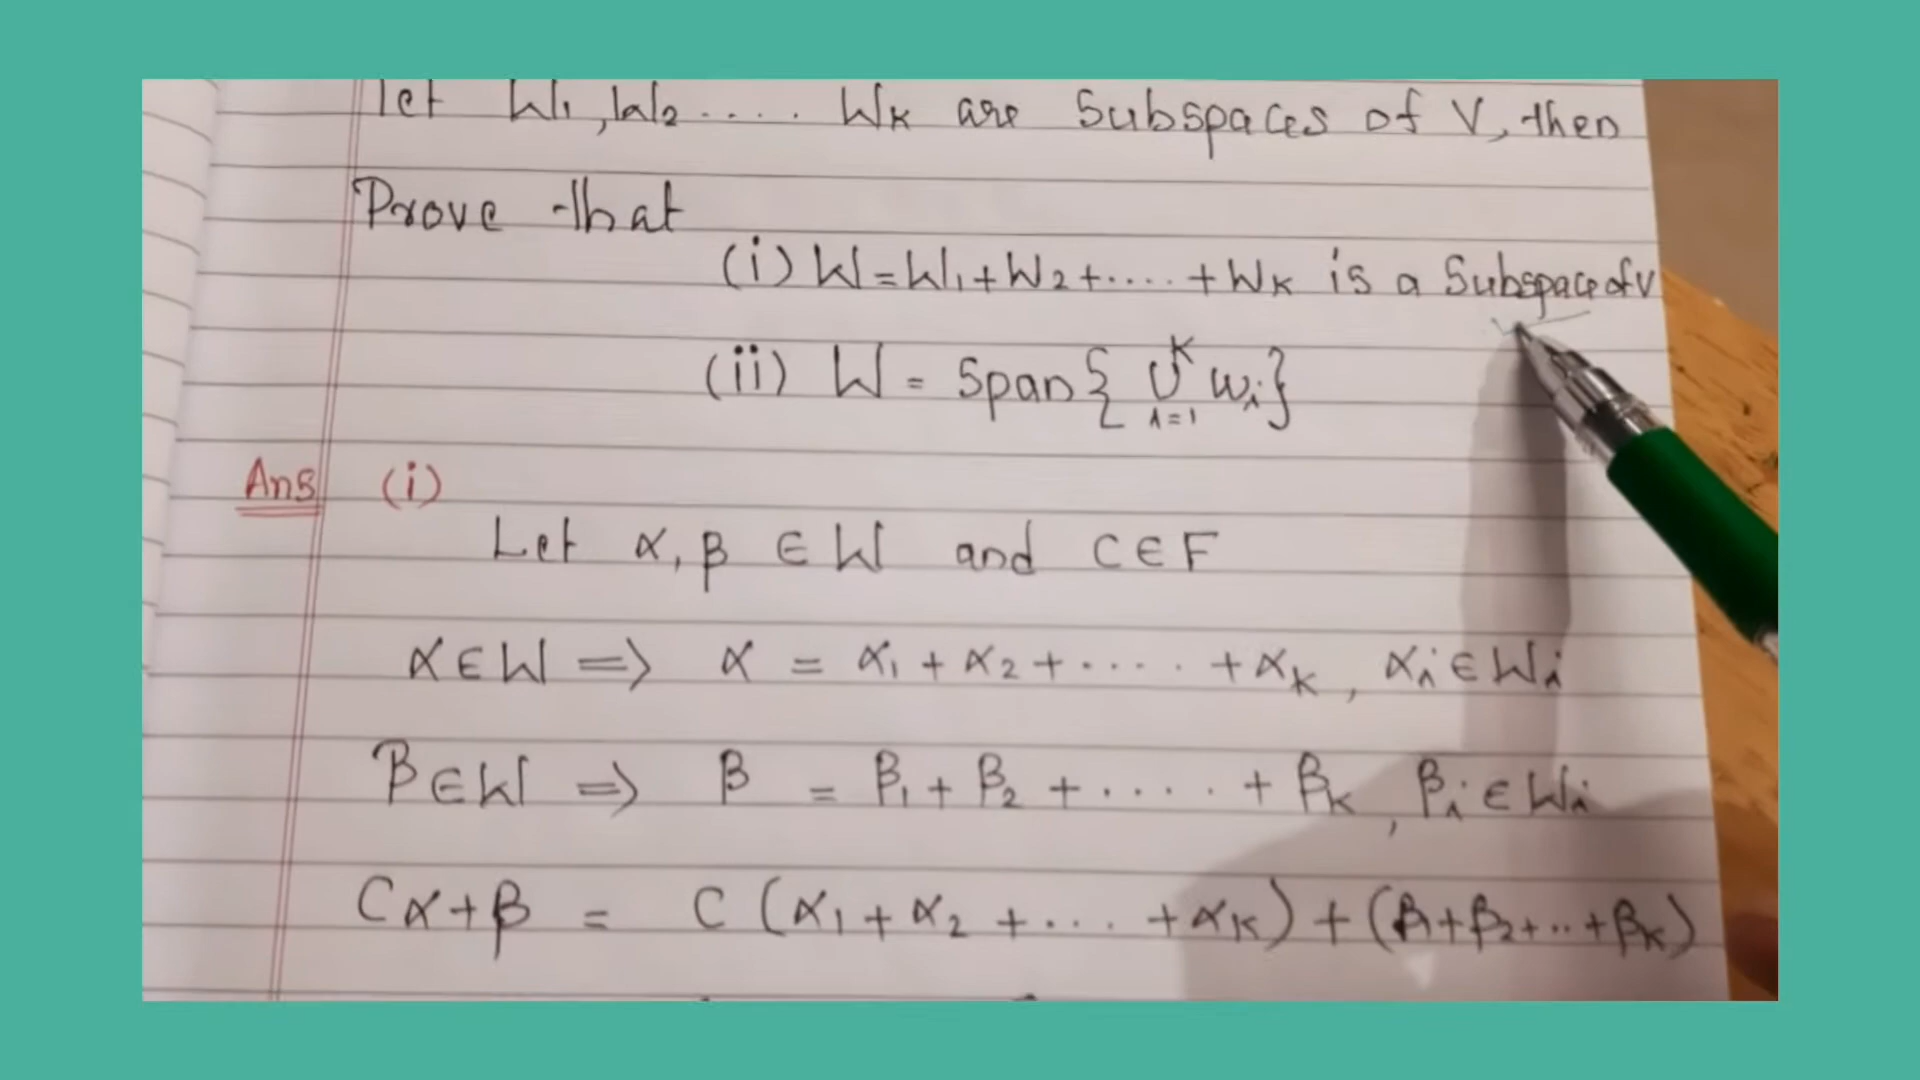 let W₁, W₂ .... Wₖ are Subspaces of V, then
Prove that
(i) W = W₁ + W₂ + ..... + Wₖ is a Subspace of V
(ii) W = Span{ ⋃ᵢ₌₁ᴷ Wᵢ }
Ans (i)
Let α, β ∈ W and C ∈ F
α ∈ W => α = α₁ + α₂ + ..... + αₖ, αᵢ ∈ Wᵢ
β ∈ W => β = β₁ + β₂ + ..... + βₖ, βᵢ ∈ Wᵢ
Cα + β = C (α₁ + α₂ + .... + αₖ) + (β₁ + β₂ + .. + βₖ)